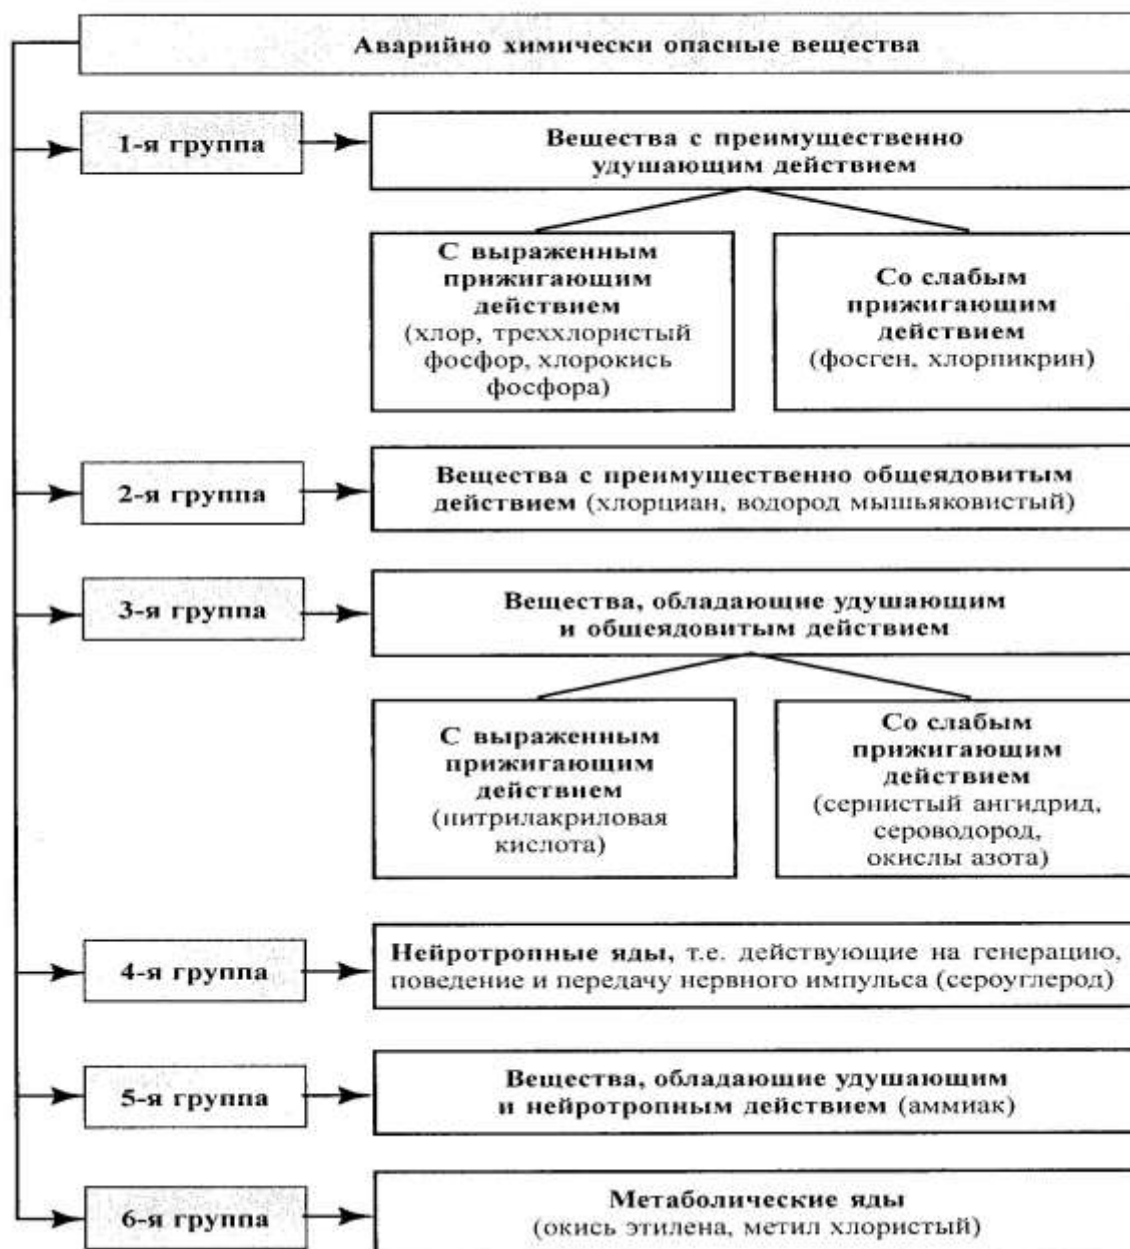 Аварийно химически опасные вещества
1-я группа
Вещества с преимущественно
удушающим действием
С выраженным
прижигающим
действием
(хлор, треххлористый
фосфор, хлорокись
фосфора)
Со слабым
прижигающим
действием
(фосген, хлорпикрин)
2-я группа
Вещества с преимущественно общеядовитым
действием (хлорциан, водород мышьяковистый)
3-я группа
Вещества, обладающие удушающим
и общеядовитым действием
С выраженным
прижигающим
действием
(нитрилакриловая
кислота)
Со слабым
прижигающим
действием
(сернистый ангидрид,
сероводород,
окислы азота)
4-я группа
Нейротропные яды, т.е. действующие на генерацию,
поведение и передачу нервного импульса (сероуглерод)
5-я группа
Вещества, обладающие удушающим
и нейротропным действием (аммиак)
6-я группа
Метаболические яды
(окись этилена, метил хлористый)